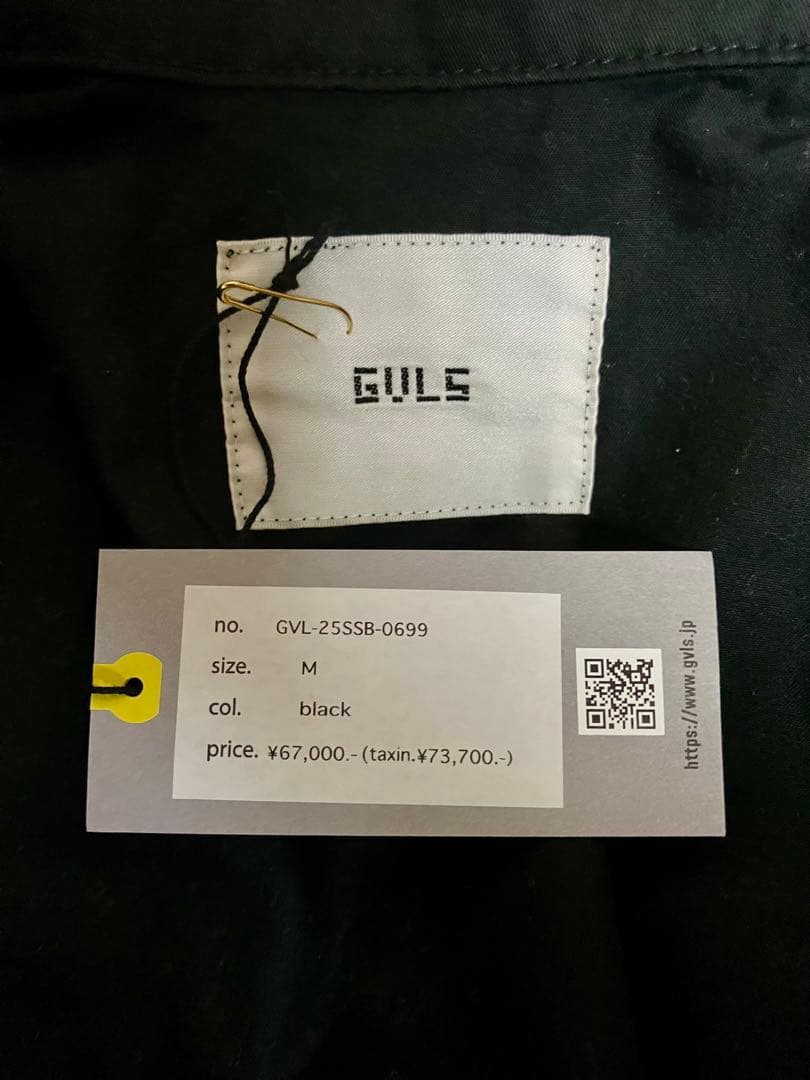 GVLS
no. GVL-25SSB-0699
size. M
col. black
price. ¥67,000.-(taxin.¥73,700.-)
https://www.gvls.jp